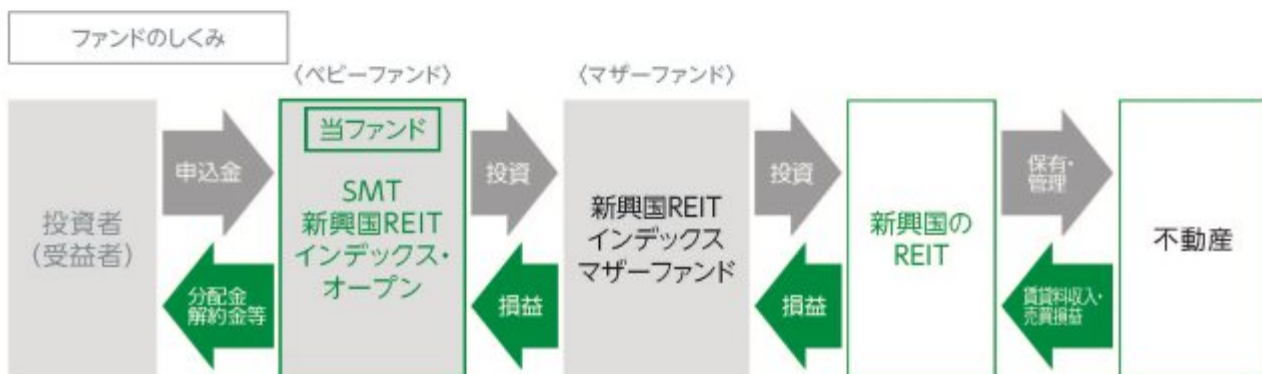 ファンドのしくみ
〈ベビーファンド〉
〈マザーファンド〉
投資者
(受益者)
申込金
分配金
解約金等
当ファンド
SMT
新興国REIT
インデックス・
オープン
投資
損益
新興国REIT
インデックス
マザーファンド
投資
損益
新興国の
REIT
保有・
管理
賃貸料収入・
売買損益
不動産